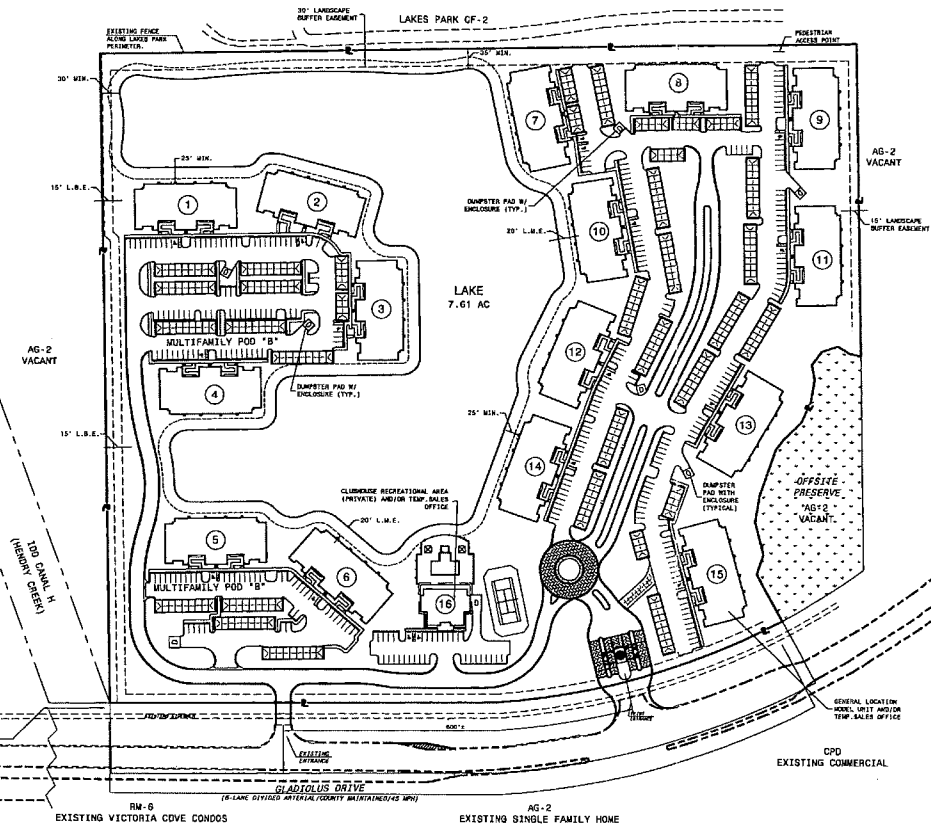 30' LANDSCAPE
BUFFER EASEMENT
LAKES PARK CF-2
EXISTING FENCE
ALONG LAKES PARK
PERIMETER.
PEDESTRIAN
ACCESS POINT
35' MIN.
30' MIN.
7
8
9
AG-2
VACANT
25' MIN.
15' L.B.E.
1
2
DUMPSTER PAD W/
ENCLOSURE (TYP.)
20' L.M.E.
10
15' LANDSCAPE
BUFFER EASEMENT
11
LAKE
7.61 AC
3
MULTIFAMILY POD "B"
AG-2
VACANT
12
DUMPSTER PAD W/
ENCLOSURE (TYP.)
4
25' MIN.
13
15' L.B.E.
14
CLUBHOUSE RECREATIONAL AREA
(PRIVATE) AND/OR TEMP.SALES
OFFICE
DUMPSTER
PAD WITH
ENCLOSURE
(TYPICAL)
OFFSITE
PRESERVE
AG-2
VACANT
20' L.M.E.
5
6
IDD CANAL H
(HENDRY CREEK)
MULTIFAMILY POD "B"
15
16
GENERAL LOCATION
MODEL UNIT AND/OR
TEMP.SALES OFFICE
600'±
EXISTING
ENTRANCE
CPD
EXISTING COMMERCIAL
GLADIOLUS DRIVE
(6-LANE DIVIDED ARTERIAL/COUNTY MAINTAINED/45 MPH)
RM-6
EXISTING VICTORIA COVE CONDOS
AG-2
EXISTING SINGLE FAMILY HOME